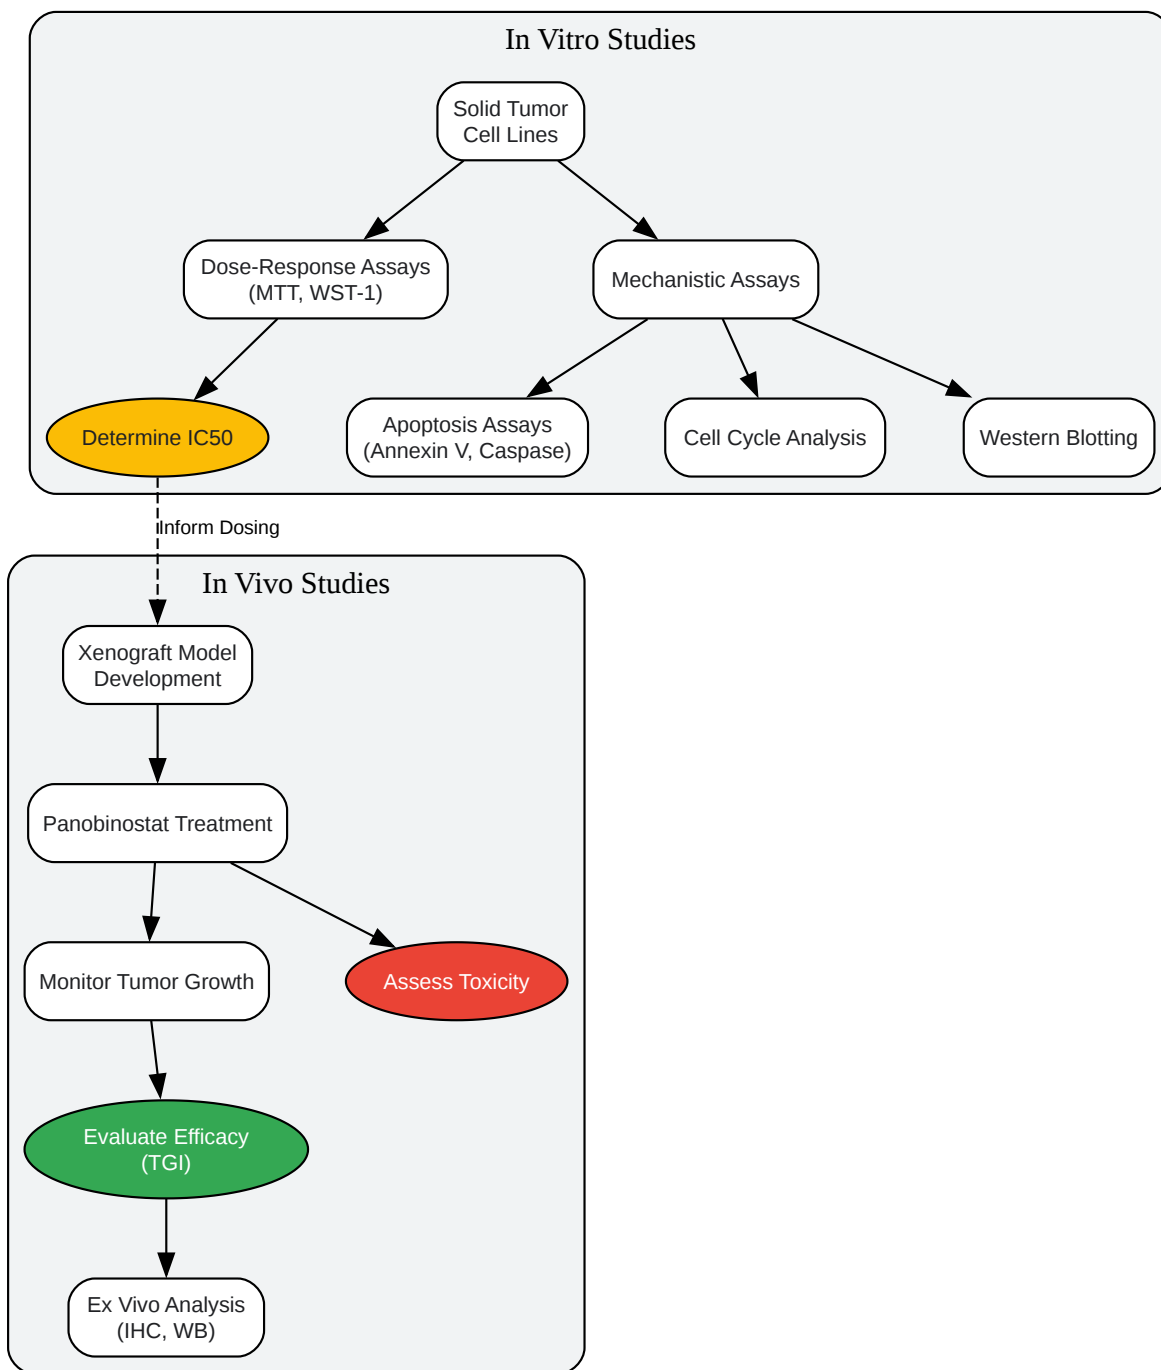 In Vitro Studies
Solid Tumor
Cell Lines
Dose-Response Assays
(MTT, WST-1)
Mechanistic Assays
Determine IC50
Apoptosis Assays
(Annexin V, Caspase)
Cell Cycle Analysis
Western Blotting
Inform Dosing
In Vivo Studies
Xenograft Model
Development
Panobinostat Treatment
Monitor Tumor Growth
Assess Toxicity
Evaluate Efficacy
(TGI)
Ex Vivo Analysis
(IHC, WB)